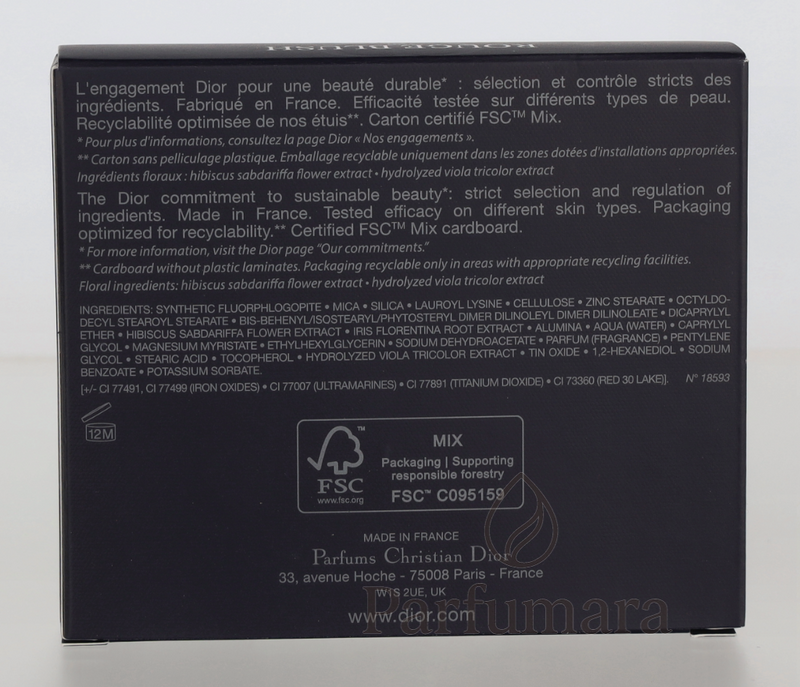 ROUGE BLUSH
L'engagement Dior pour une beauté durable* : sélection et contrôle stricts des
ingrédients. Fabriqué en France. Efficacité testée sur différents types de peau.
Recyclabilité optimisée de nos étuis**. Carton certifié FSC™ Mix.
* Pour plus d'informations, consultez la page Dior « Nos engagements ».
** Carton sans pelliculage plastique. Emballage recyclable uniquement dans les zones dotées d'installations appropriées.
Ingrédients floraux : hibiscus sabdariffa flower extract • hydrolyzed viola tricolor extract
The Dior commitment to sustainable beauty*: strict selection and regulation of
ingredients. Made in France. Tested efficacy on different skin types. Packaging
optimized for recyclability.** Certified FSC™ Mix cardboard.
* For more information, visit the Dior page "Our commitments."
** Cardboard without plastic laminates. Packaging recyclable only in areas with appropriate recycling facilities.
Floral ingredients: hibiscus sabdariffa flower extract • hydrolyzed viola tricolor extract
INGREDIENTS: SYNTHETIC FLUORPHLOGOPITE • MICA • SILICA • LAUROYL LYSINE • CELLULOSE • ZINC STEARATE • OCTYLDO-
DECYL STEAROYL STEARATE • BIS-BEHENYL/ISOSTEARYL/PHYTOSTERYL DIMER DILINOLEYL DIMER DILINOLEATE • DICAPRYLYL
ETHER • HIBISCUS SABDARIFFA FLOWER EXTRACT • IRIS FLORENTINA ROOT EXTRACT • ALUMINA • AQUA (WATER) • CAPRYLYL
GLYCOL • MAGNESIUM MYRISTATE • ETHYLHEXYLGLYCERIN • SODIUM DEHYDROACETATE • PARFUM (FRAGRANCE) • PENTYLENE
GLYCOL • STEARIC ACID • TOCOPHEROL • HYDROLYZED VIOLA TRICOLOR EXTRACT • TIN OXIDE • 1,2-HEXANEDIOL • SODIUM
BENZOATE • POTASSIUM SORBATE.
[+/- CI 77491, CI 77499 (IRON OXIDES) • CI 77007 (ULTRAMARINES) • CI 77891 (TITANIUM DIOXIDE) • CI 73360 (RED 30 LAKE)]. N° 18593
12M
FSC
www.fsc.org
MIX
Packaging | Supporting
responsible forestry
FSC™ C095159
MADE IN FRANCE
Parfums Christian Dior
33, avenue Hoche - 75008 Paris - France
W1S 2UE, UK
www.dior.com
Parfumara